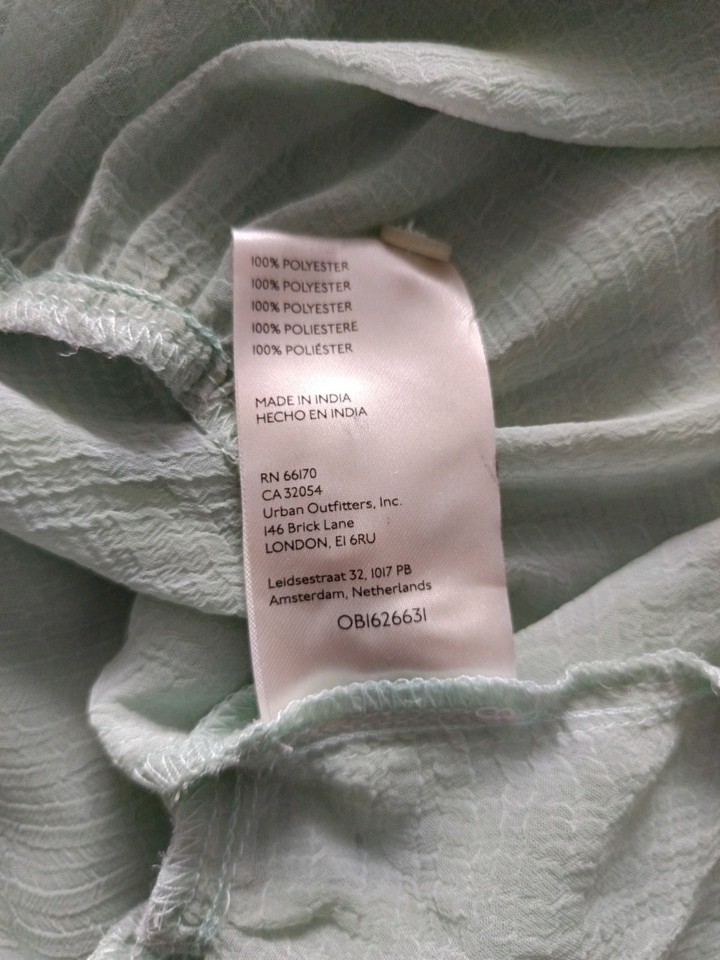 100% POLYESTER
100% POLYESTER
100% POLYESTER
100% POLIESTERE
100% POLIÉSTER
MADE IN INDIA
HECHO EN INDIA
RN 66170
CA 32054
Urban Outfitters, Inc.
146 Brick Lane
LONDON, E1 6RU
Leidsestraat 32, 1017 PB
Amsterdam, Netherlands
OB1626631